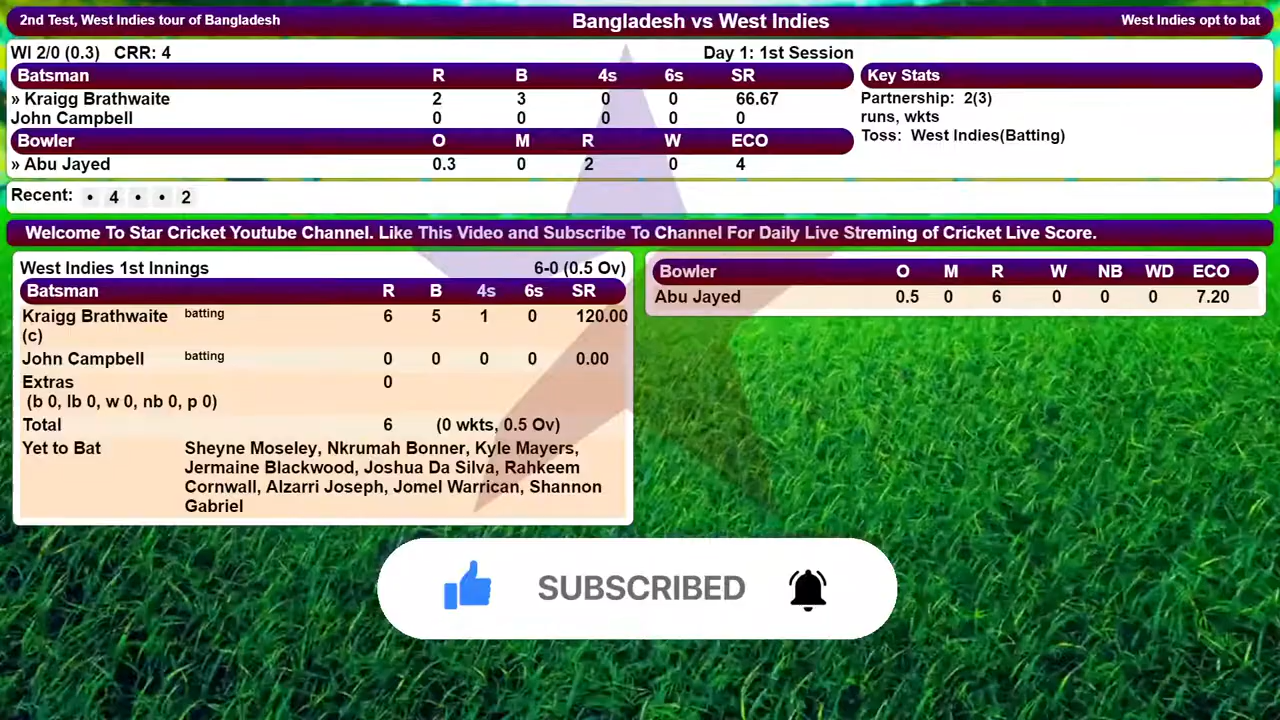 2nd Test, West Indies tour of Bangladesh Bangladesh vs West Indies West Indies opt to bat
WI 2/0 (0.3) CRR: 4 Day 1: 1st Session
Batsman R B 4s 6s SR
» Kraigg Brathwaite 2 3 0 0 66.67
John Campbell 0 0 0 0 0
Bowler O M R W ECO
» Abu Jayed 0.3 0 2 0 4
Key Stats
Partnership: 2(3)
runs, wkts
Toss: West Indies(Batting)
Recent: • 4 • • 2
Welcome To Star Cricket Youtube Channel. Like This Video and Subscribe To Channel For Daily Live Streming of Cricket Live Score.
West Indies 1st Innings 6-0 (0.5 Ov)
Batsman R B 4s 6s SR
Kraigg Brathwaite batting 6 5 1 0 120.00
(c)
John Campbell batting 0 0 0 0 0.00
Extras 0
(b 0, lb 0, w 0, nb 0, p 0)
Total 6 (0 wkts, 0.5 Ov)
Yet to Bat Sheyne Moseley, Nkrumah Bonner, Kyle Mayers,
Jermaine Blackwood, Joshua Da Silva, Rahkeem
Cornwall, Alzarri Joseph, Jomel Warrican, Shannon
Gabriel
Bowler O M R W NB WD ECO
Abu Jayed 0.5 0 6 0 0 0 7.20
SUBSCRIBED